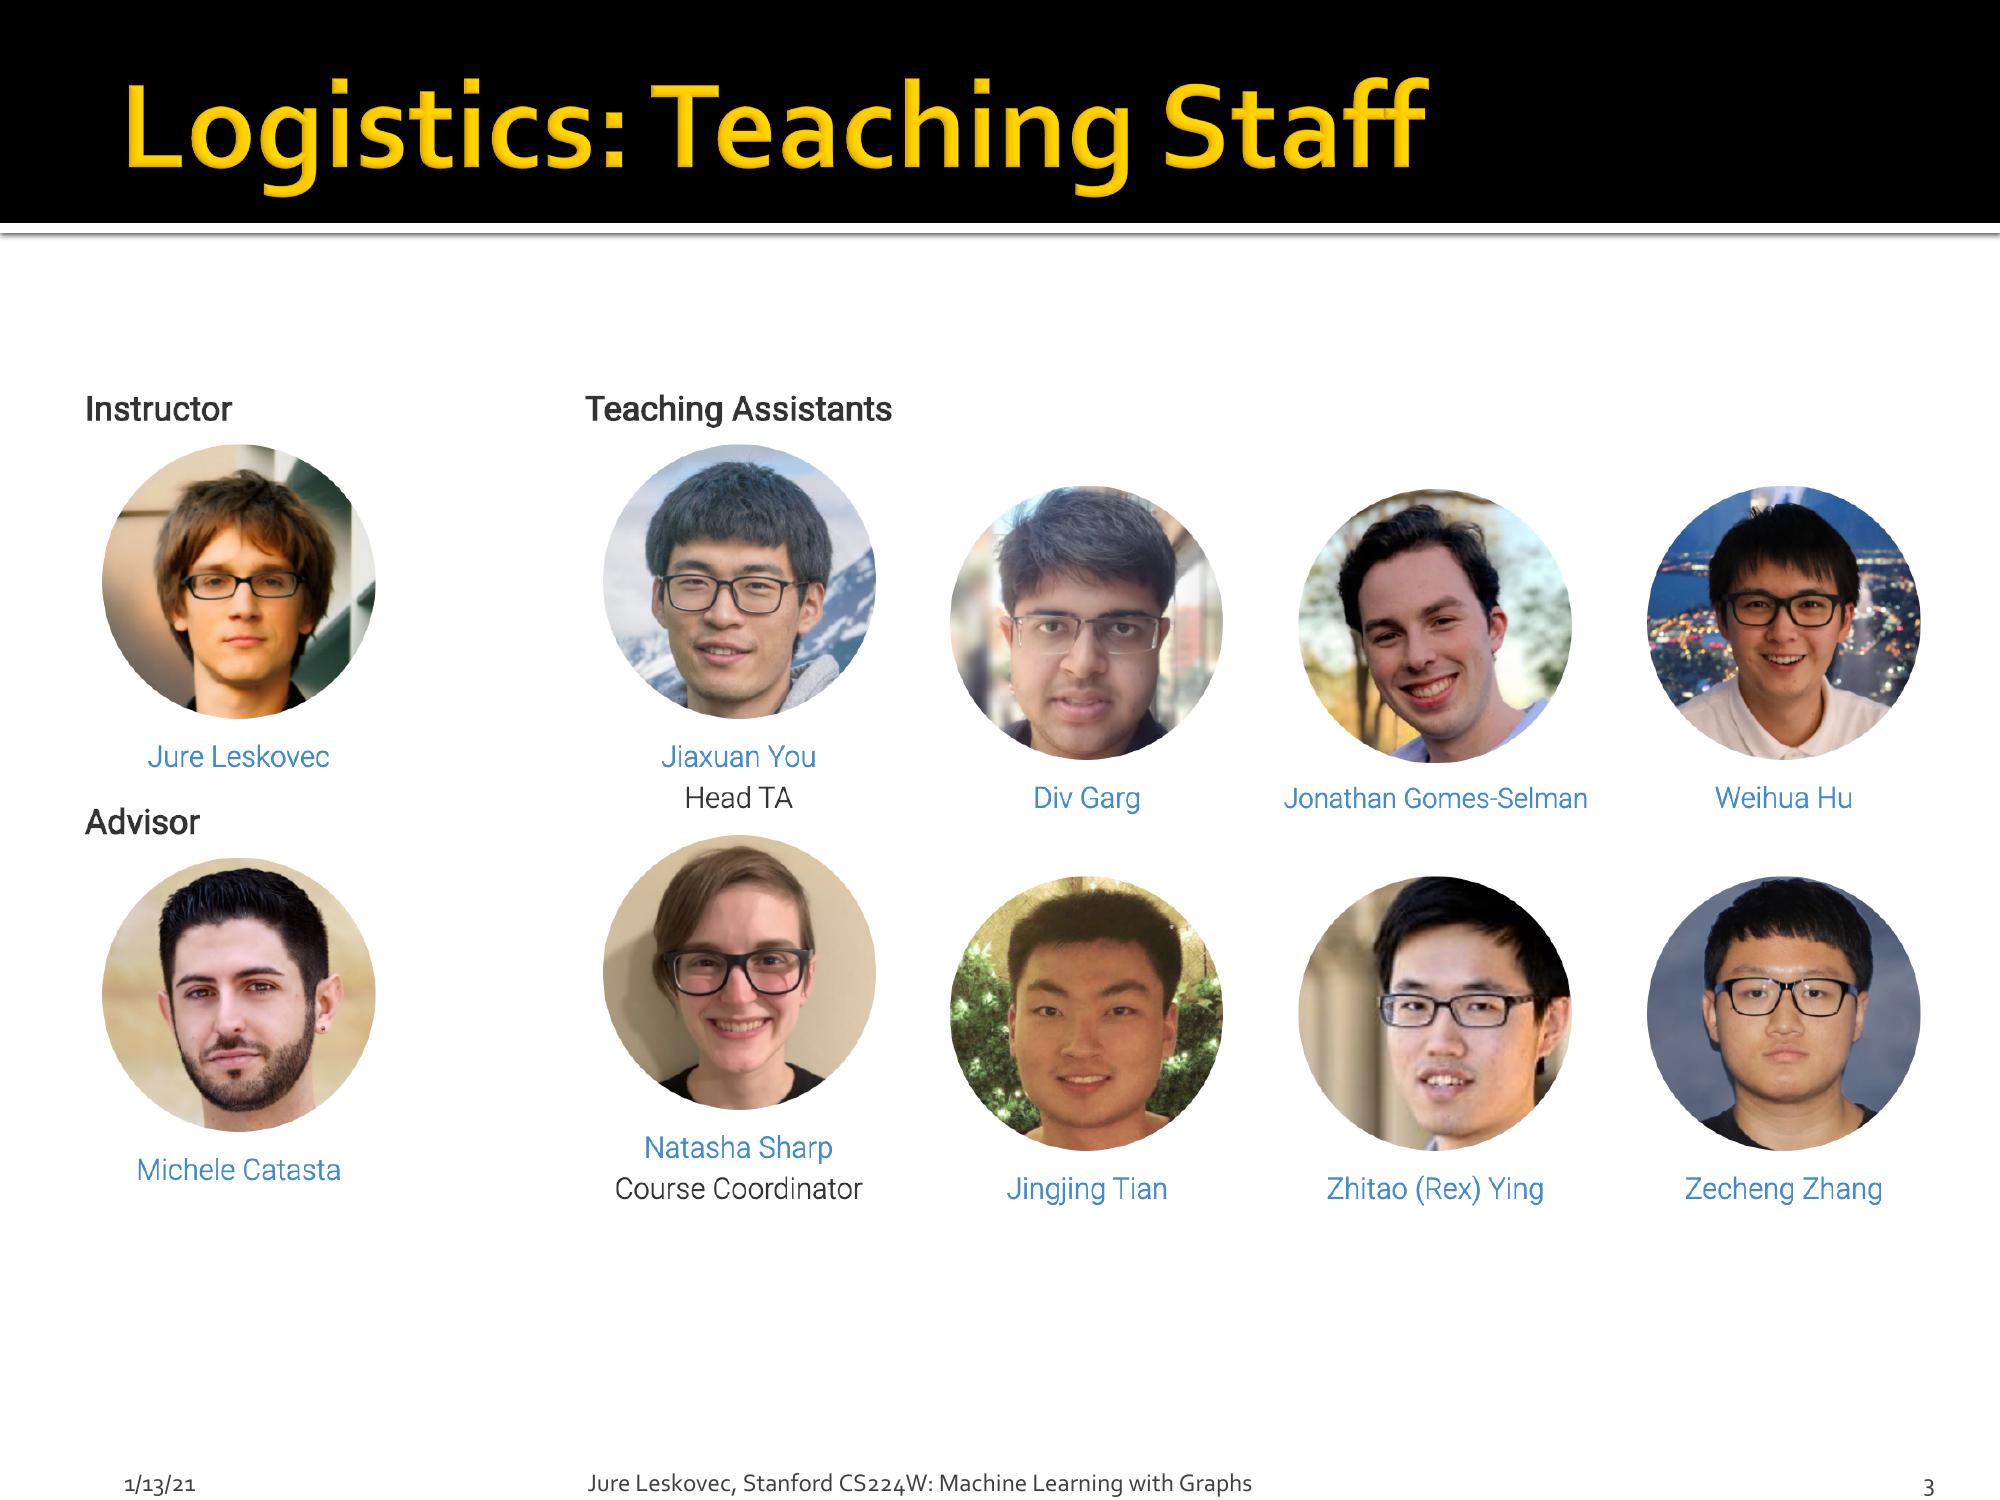 Logistics: Teaching Staff
Instructor
Jure Leskovec
Advisor
Michele Catasta
Teaching Assistants
Jiaxuan You
Head TA
Div Garg
Jonathan Gomes-Selman
Weihua Hu
Natasha Sharp
Course Coordinator
Jingjing Tian
Zhitao (Rex) Ying
Zecheng Zhang
1/13/21
Jure Leskovec, Stanford CS224W: Machine Learning with Graphs
3